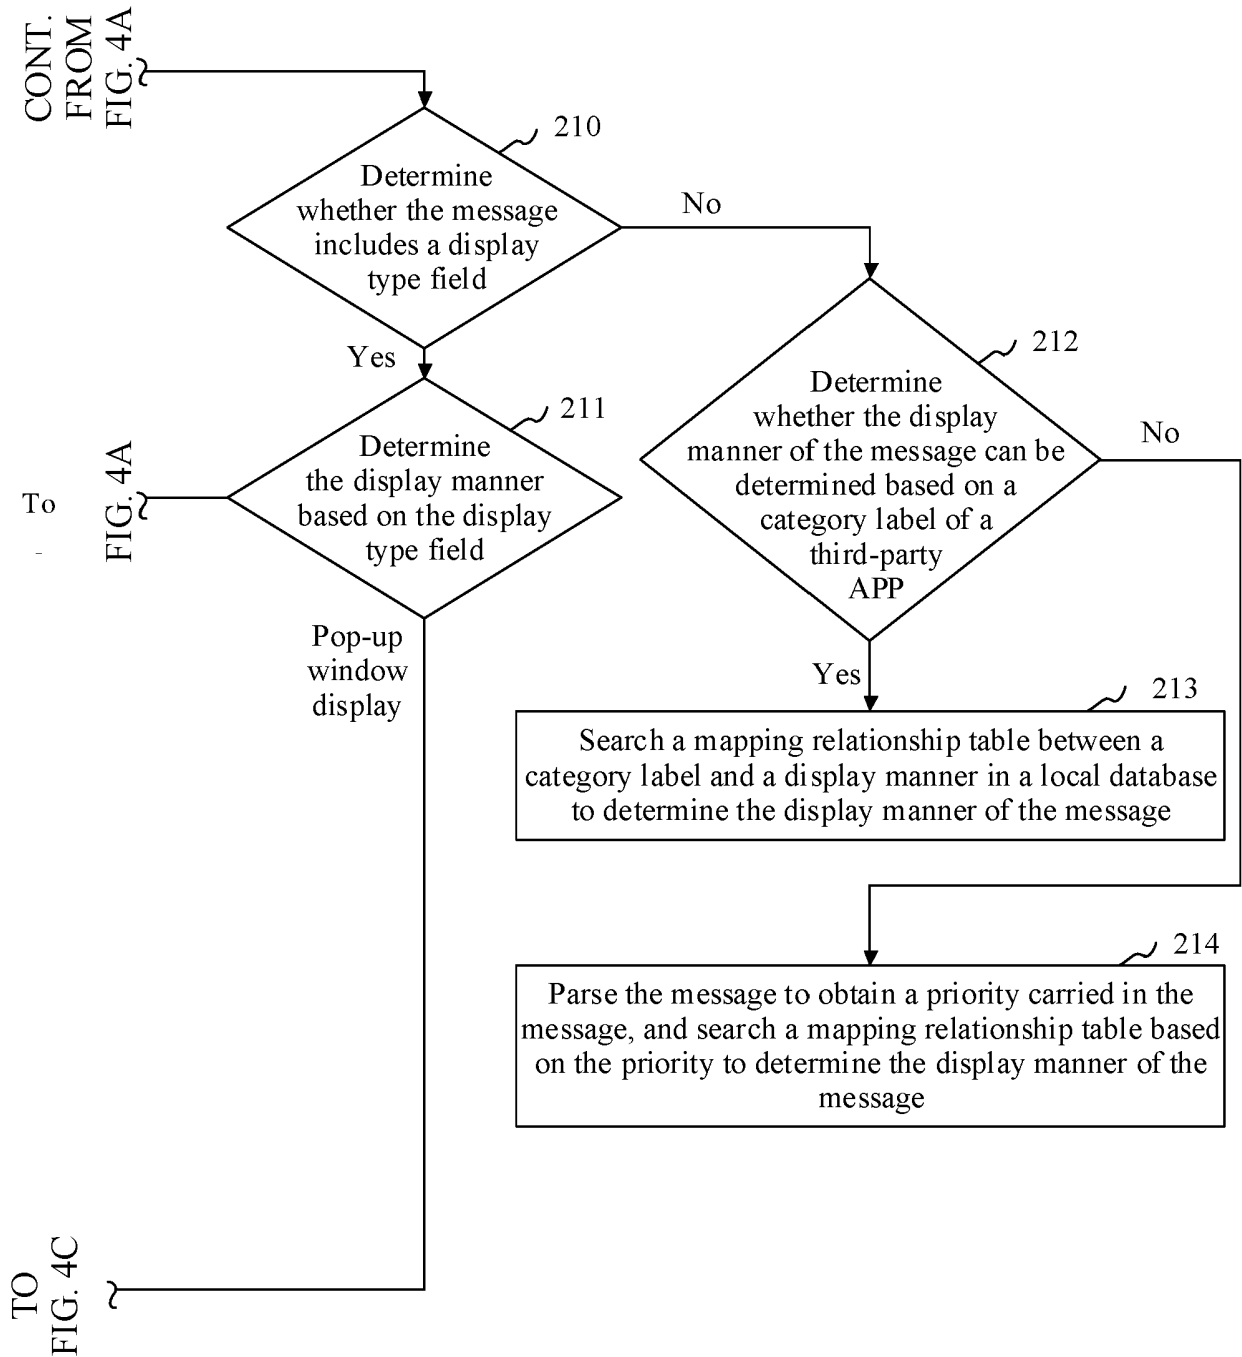 CONT.
FROM
FIG. 4A
210
Determine
whether the message
includes a display
type field
No
Yes
212
Determine
whether the display
manner of the message can be
determined based on a
category label of a
third-party
APP
No
211
Determine
the display manner
based on the display
type field
To
FIG. 4A
Pop-up
window
display
Yes
213
Search a mapping relationship table between a
category label and a display manner in a local database
to determine the display manner of the message
214
Parse the message to obtain a priority carried in the
message, and search a mapping relationship table based
on the priority to determine the display manner of the
message
TO
FIG. 4C